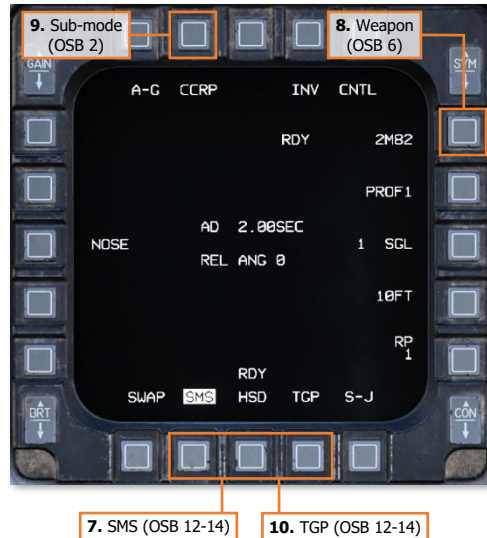 9. Sub-mode
(OSB 2)
8. Weapon
(OSB 6)
GAIN
SYM
A-G CCRP INV CNTL
RDY 2M82
PROF1
AD 2.00SEC
NOSE 1 SGL
REL ANG 0
10FT
RP
1
RDY
SWAP SMS HSD TGP S-J
BRT
CON
7. SMS (OSB 12-14)
10. TGP (OSB 12-14)